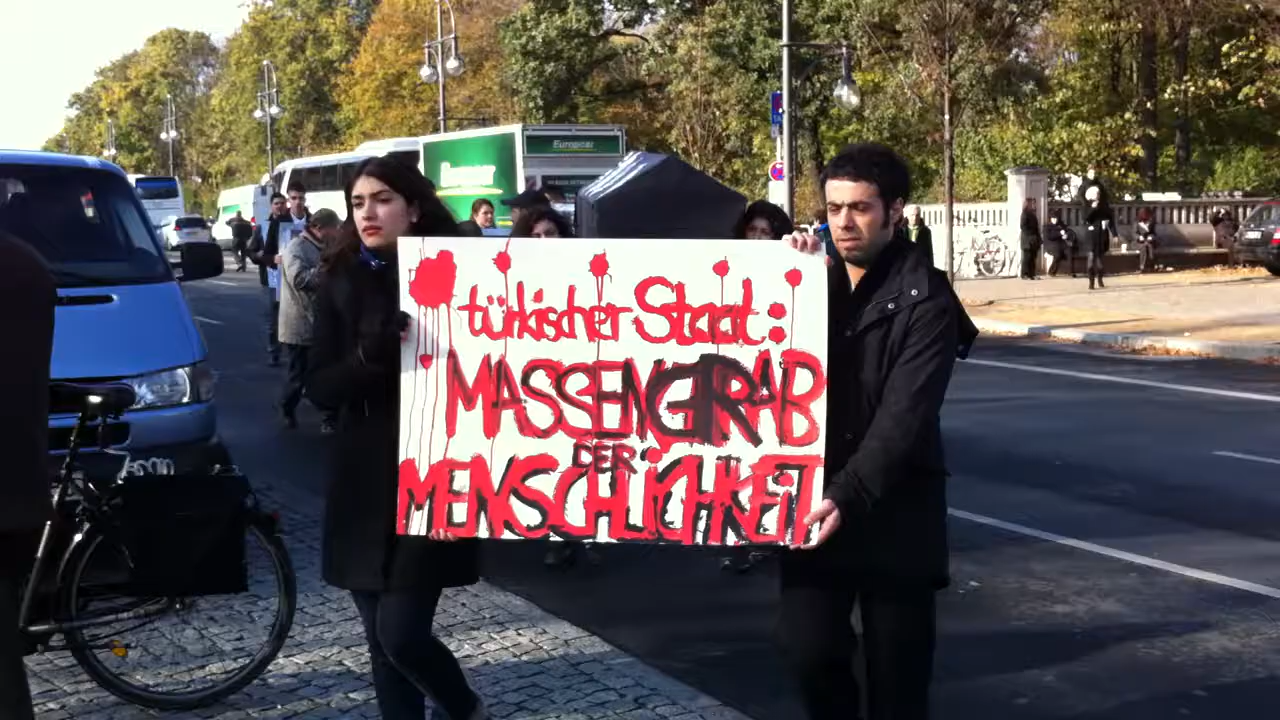 Europcar
türkischer Staat:
MASSENGRAB
DER
MENSCHLICHKEIT